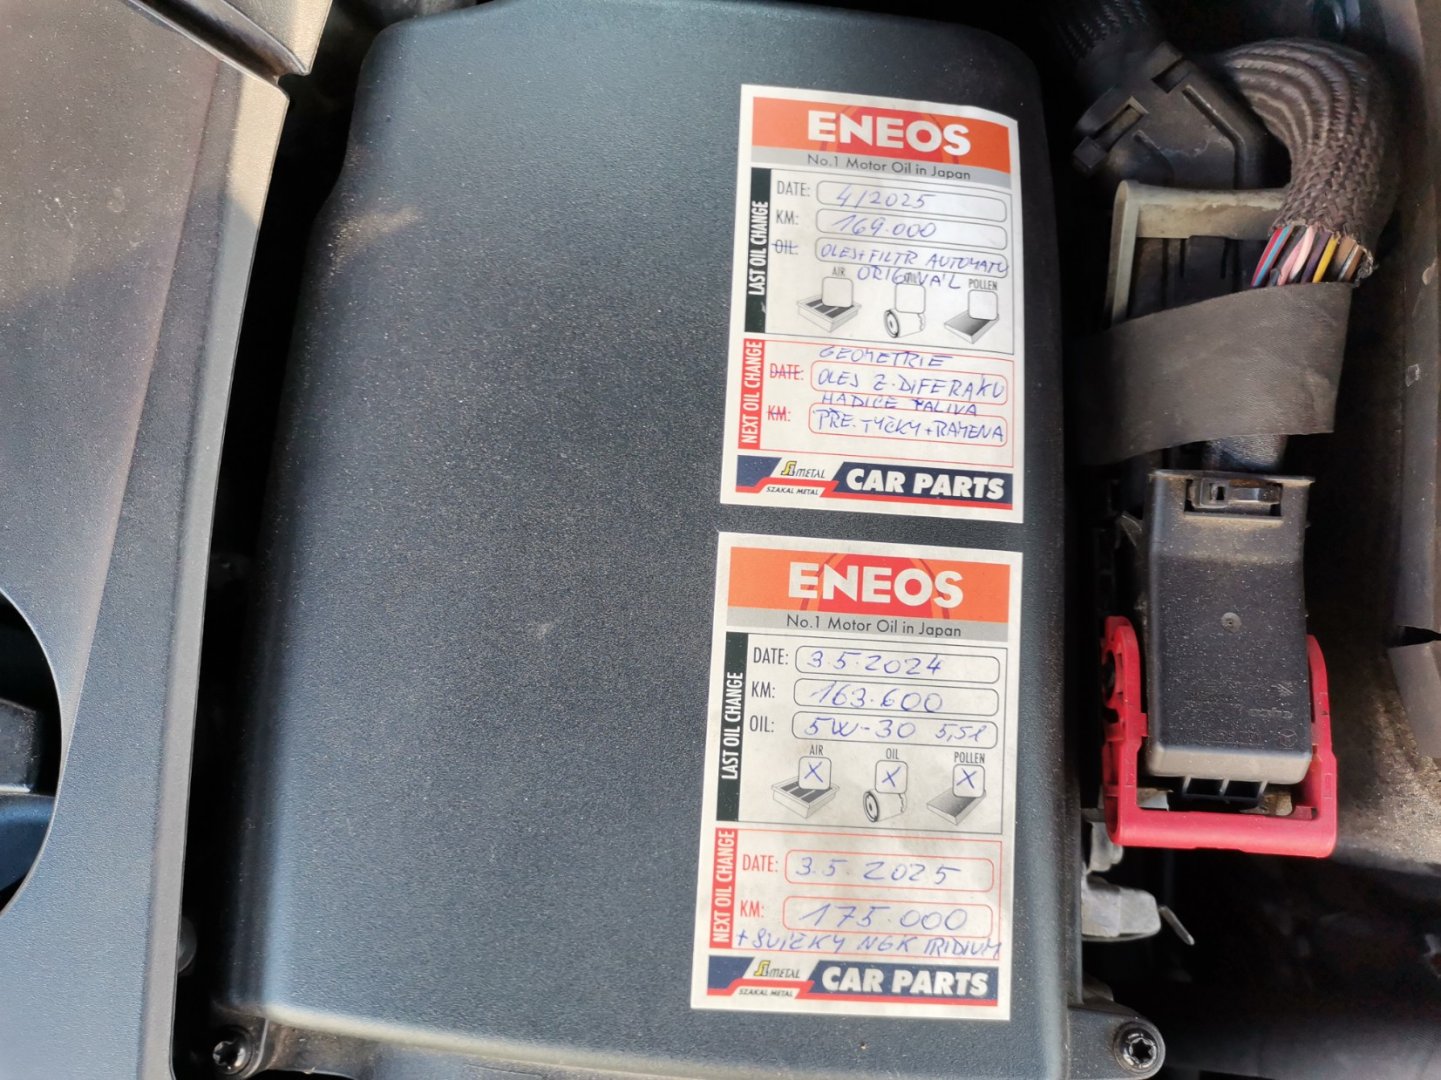 ENEOS
No.1 Motor Oil in Japan
LAST OIL CHANGE
DATE: 4/2025
KM: 169.000
OIL: OLEJ+FILTR AUTOMATU
ORIGINÁL
AIR OIL POLLEN
NEXT OIL CHANGE
GEOMETRIE
DATE: OLEJ Z. DIFERÁKU
HADICE PALIVA
KM: PŘE. TYČKY + RAMENA
METAL
SZAKAL METAL
CAR PARTS
ENEOS
No.1 Motor Oil in Japan
LAST OIL CHANGE
DATE: 3.5.2024
KM: 163.600
OIL: 5W-30 5,5l
AIR OIL POLLEN
X X X
NEXT OIL CHANGE
DATE: 3.5.2025
KM: 175.000
+ SVÍČKY NGK IRIDIUM
METAL
SZAKAL METAL
CAR PARTS